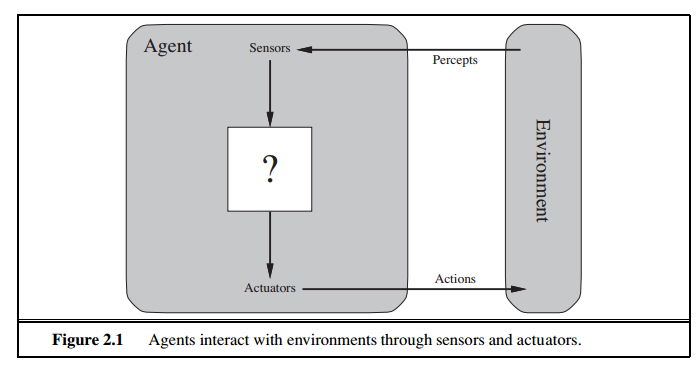 Agent
Sensors
Percepts
Environment
?
Actuators
Actions
Figure 2.1 Agents interact with environments through sensors and actuators.